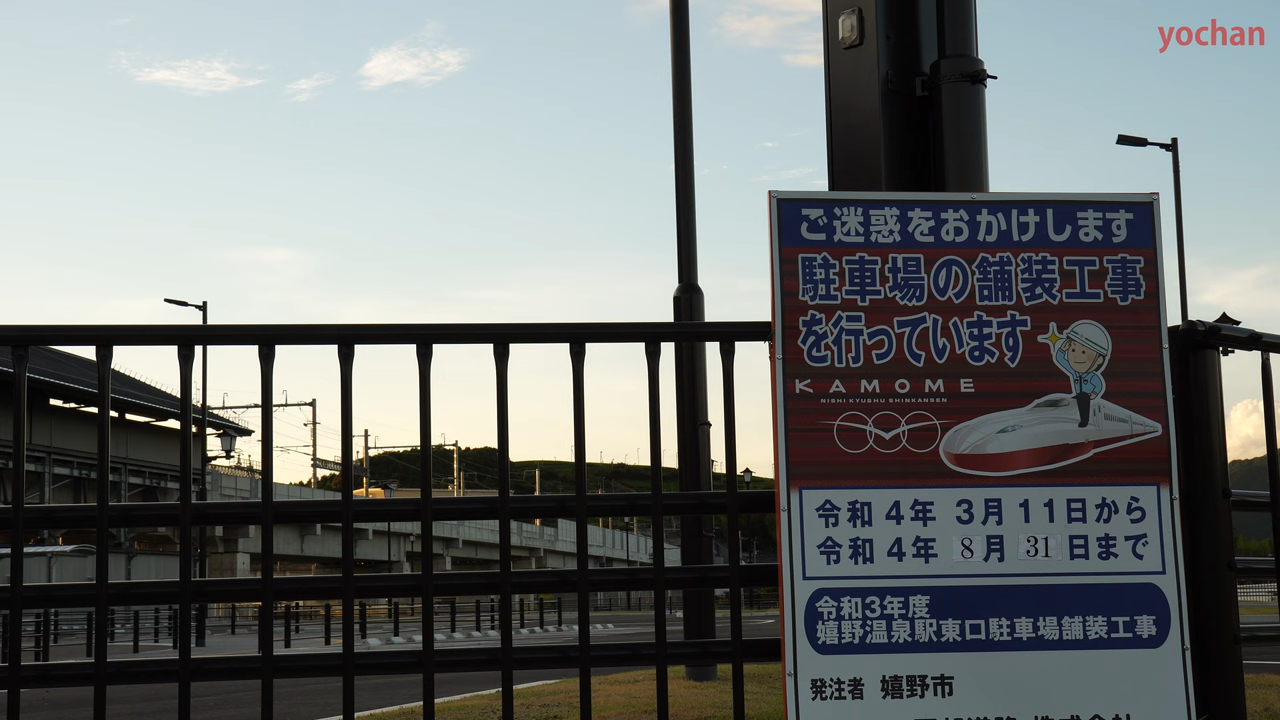 yochan
ご迷惑をおかけします
駐車場の舗装工事
を行っています
KAMOME
NISHI KYUSHU SHINKANSEN
令和 4年 3月 11日から
令和 4年 8月 31日まで
令和3年度
嬉野温泉駅東口駐車場舗装工事
発注者 嬉野市
株式会社